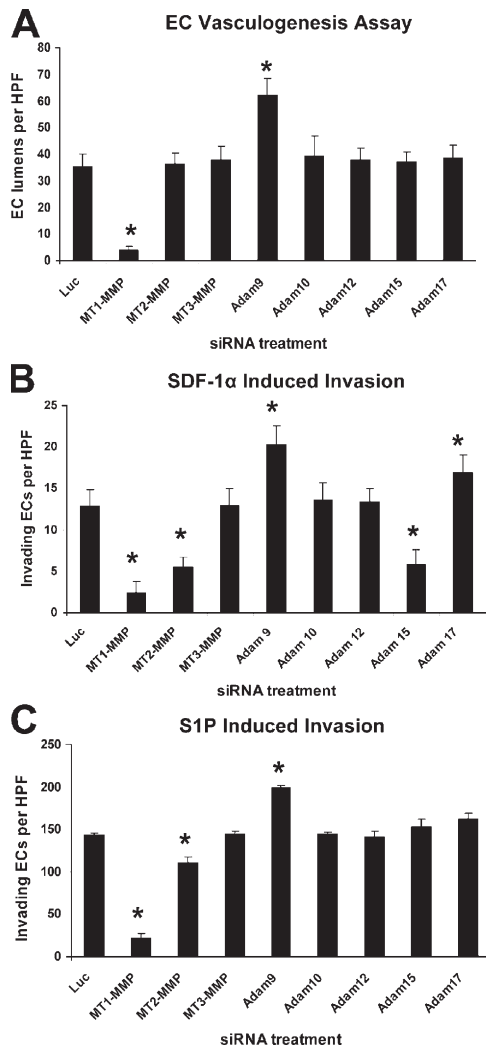 A
EC Vasculogenesis Assay
EC lumens per HPF
80
70
60
50
40
30
20
10
0
*
*
Luc
MT1-MMP
MT2-MMP
MT3-MMP
Adam9
Adam10
Adam12
Adam15
Adam17
siRNA treatment
B
SDF-1α Induced Invasion
Invading ECs per HPF
25
20
15
10
5
0
*
*
*
*
*
Luc
MT1-MMP
MT2-MMP
MT3-MMP
Adam 9
Adam 10
Adam 12
Adam 15
Adam 17
siRNA treatment
C
S1P Induced Invasion
Invading ECs per HPF
250
200
150
100
50
0
*
*
*
Luc
MT1-MMP
MT2-MMP
MT3-MMP
Adam9
Adam10
Adam12
Adam15
Adam17
siRNA treatment